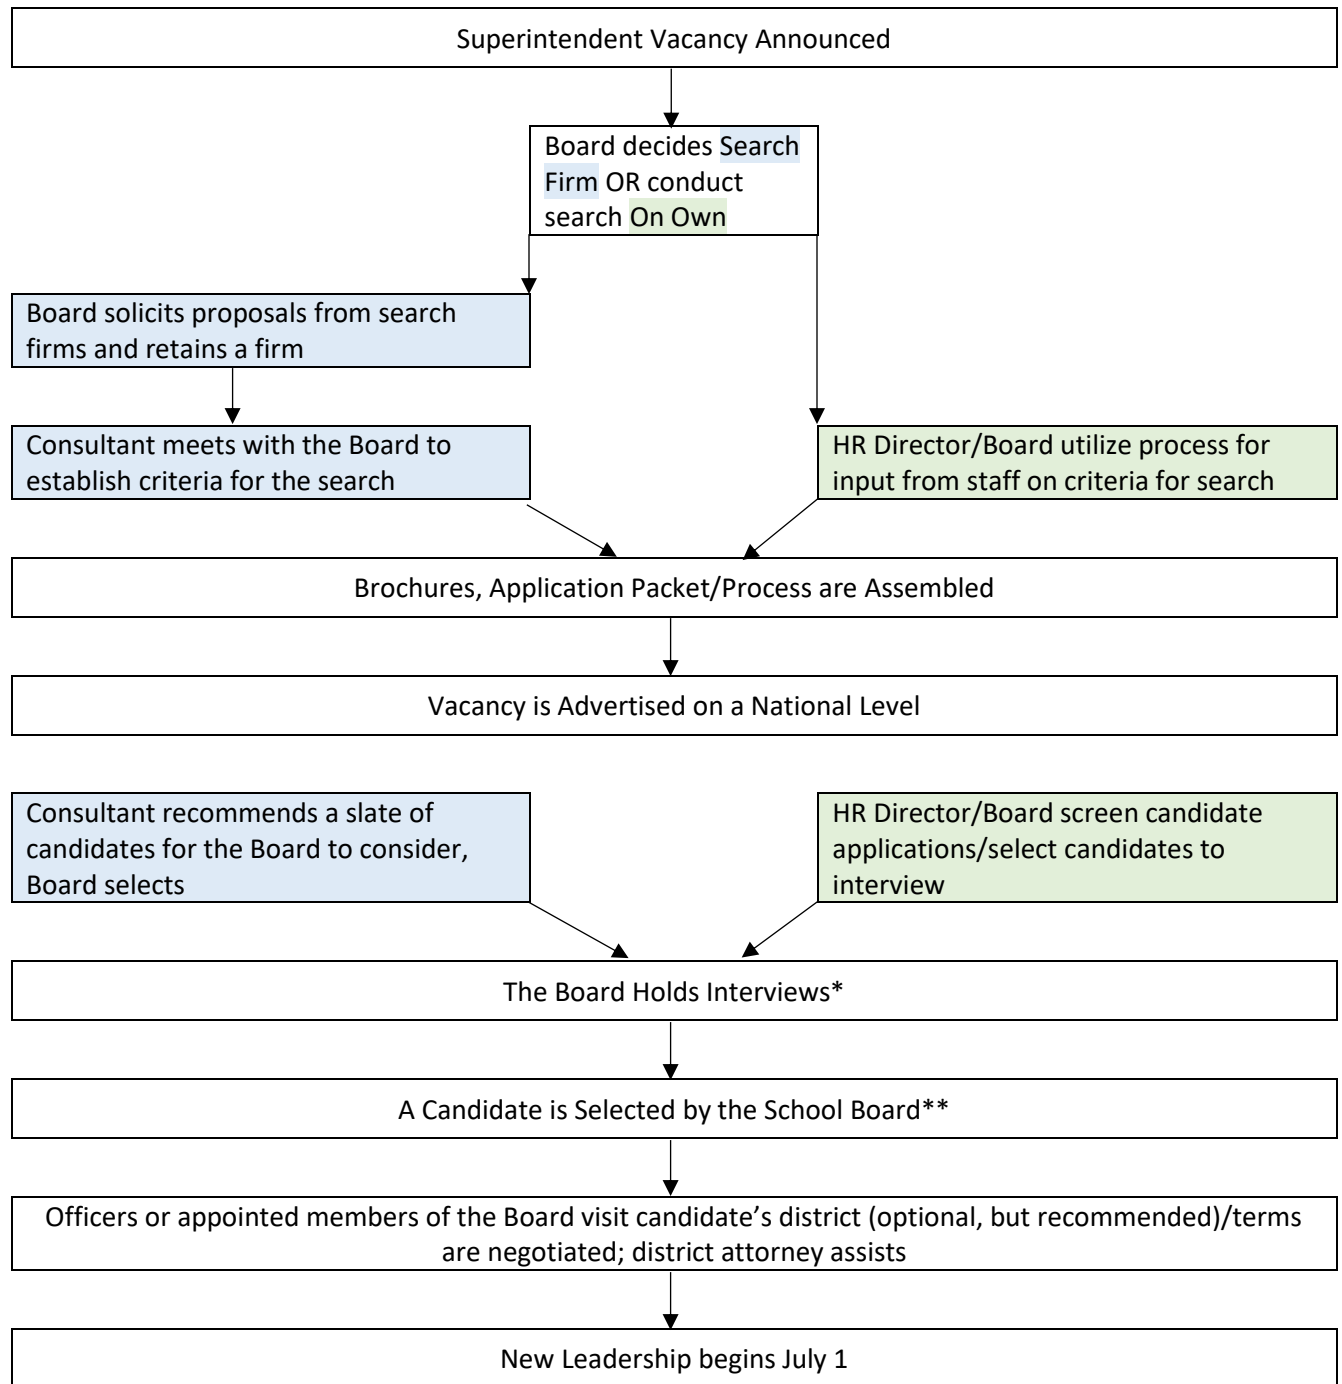 Superintendent Vacancy Announced
Board decides Search
Firm OR conduct
search On Own
Board solicits proposals from search
firms and retains a firm
Consultant meets with the Board to
establish criteria for the search
HR Director/Board utilize process for
input from staff on criteria for search
Brochures, Application Packet/Process are Assembled
Vacancy is Advertised on a National Level
Consultant recommends a slate of
candidates for the Board to consider,
Board selects
HR Director/Board screen candidate
applications/select candidates to
interview
The Board Holds Interviews*
A Candidate is Selected by the School Board**
Officers or appointed members of the Board visit candidate’s district (optional, but recommended)/terms
are negotiated; district attorney assists
New Leadership begins July 1